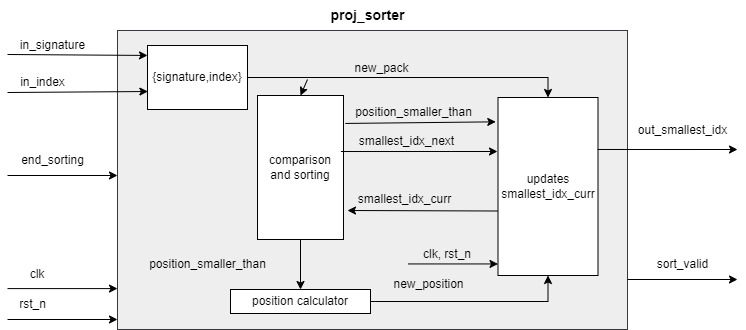 proj_sorter
in_signature
in_index
{signature,index}
new_pack
position_smaller_than
smallest_idx_next
comparison
and sorting
end_sorting
updates
smallest_idx_curr
out_smallest_idx
smallest_idx_curr
position_smaller_than
clk, rst_n
sort_valid
clk
new_position
position calculator
rst_n